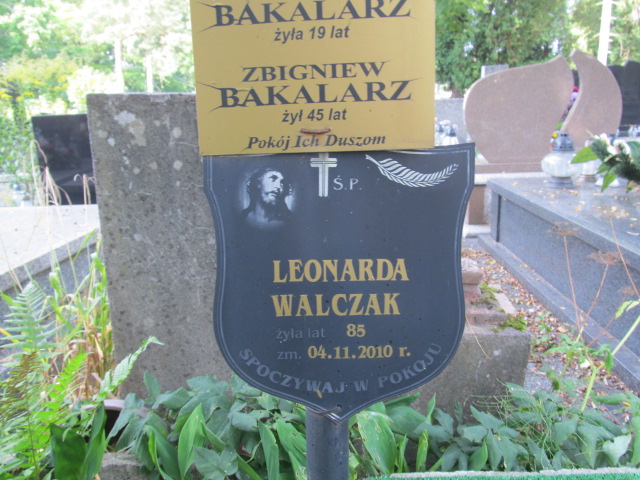 BAKALARZ
żyła 19 lat
ZBIGNIEW
BAKALARZ
żył 45 lat
Pokój Ich Duszom
Ś.P.
LEONARDA
WALCZAK
żyła lat 85
zm. 04.11.2010 r.
SPOCZYWAJ W POKOJU